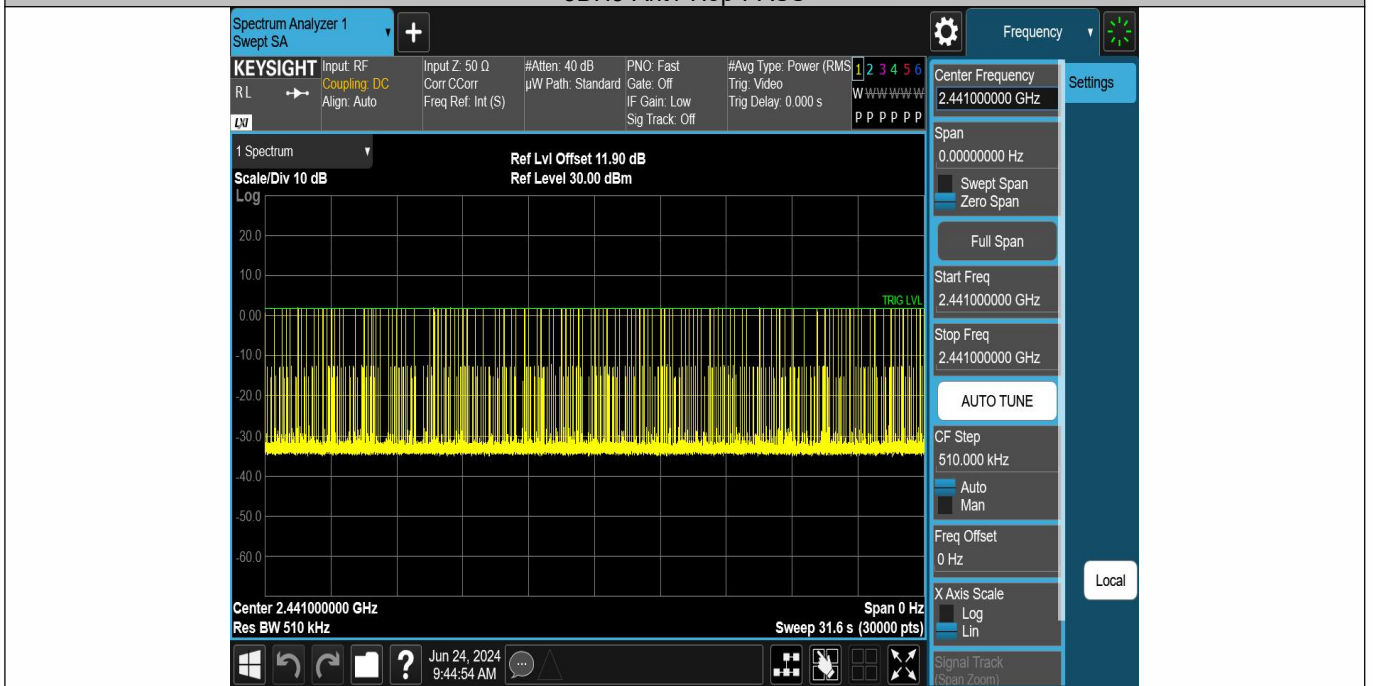 Spectrum Analyzer 1
Swept SA
Frequency
KEYSIGHT
RL
LXI
Input: RF
Coupling: DC
Align: Auto
Input Z: 50 Ω
Corr CCorr
Freq Ref: Int (S)
#Atten: 40 dB
µW Path: Standard
PNO: Fast
Gate: Off
IF Gain: Low
Sig Track: Off
#Avg Type: Power (RMS
Trig: Video
Trig Delay: 0.000 s
1 2 3 4 5 6
W W W W W W
P P P P P P
Center Frequency
2.441000000 GHz
Settings
Span
0.00000000 Hz
Swept Span
Zero Span
Full Span
Start Freq
2.441000000 GHz
Stop Freq
2.441000000 GHz
AUTO TUNE
CF Step
510.000 kHz
Auto
Man
Freq Offset
0 Hz
X Axis Scale
Log
Lin
Signal Track
(Span Zoom)
Local
1 Spectrum
Scale/Div 10 dB
Log
Ref Lvl Offset 11.90 dB
Ref Level 30.00 dBm
20.0
10.0
0.00
-10.0
-20.0
-30.0
-40.0
-50.0
-60.0
TRIG LVL
Center 2.441000000 GHz
Res BW 510 kHz
Span 0 Hz
Sweep 31.6 s (30000 pts)
?
Jun 24, 2024
9:44:54 AM